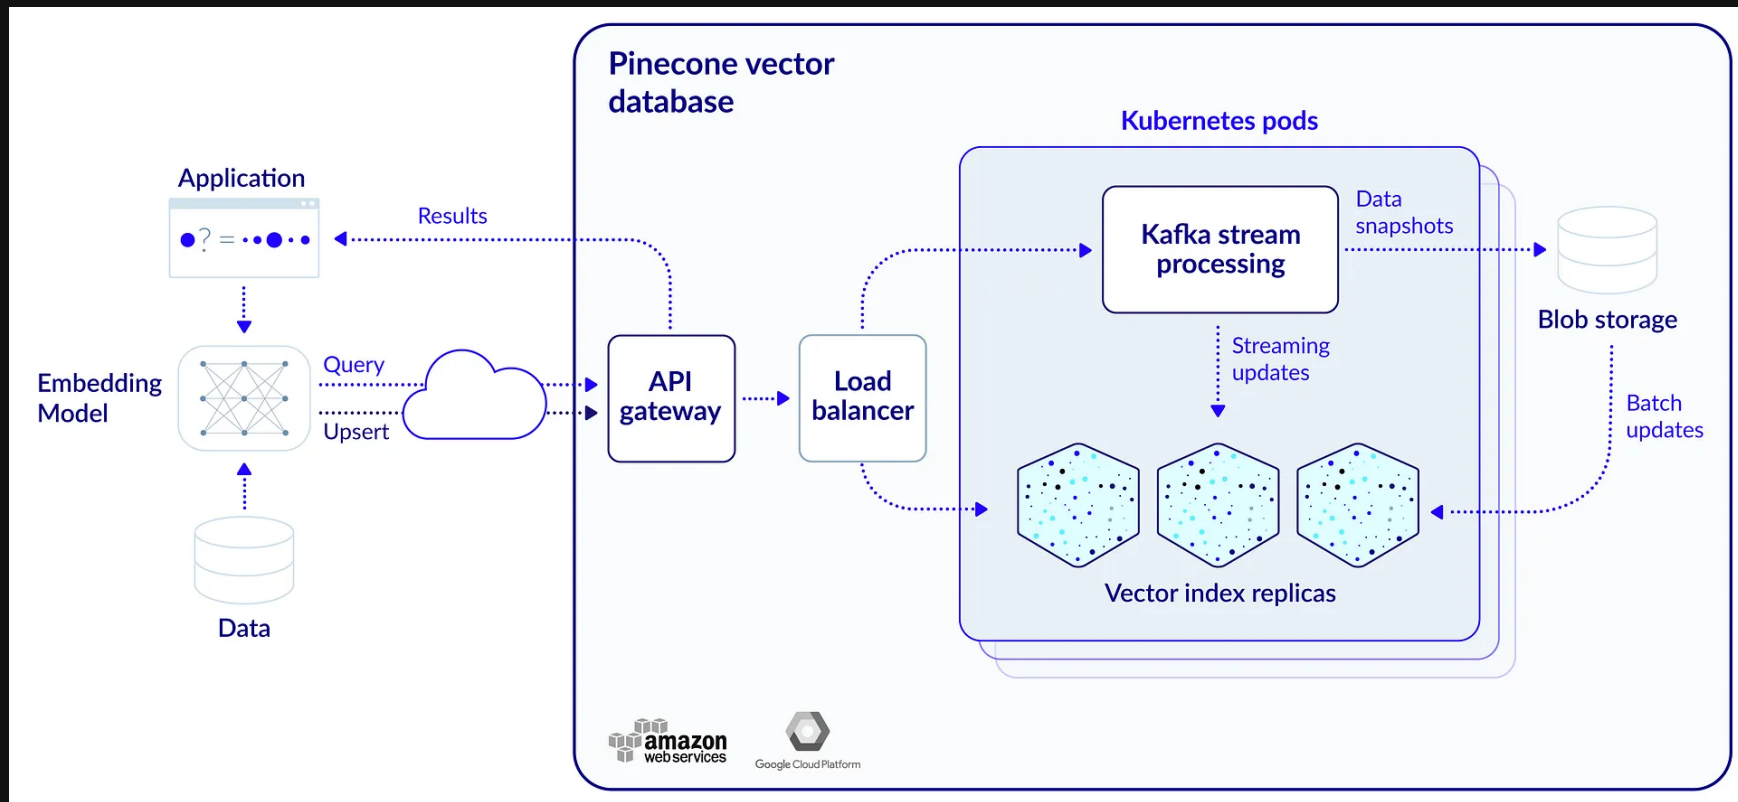 Pinecone vector
database
Kubernetes pods
Application
? =
Results
Kafka stream
processing
Data
snapshots
Blob storage
Embedding
Model
Query
Upsert
API
gateway
Load
balancer
Streaming
updates
Batch
updates
Vector index replicas
Data
amazon
web services
Google Cloud Platform